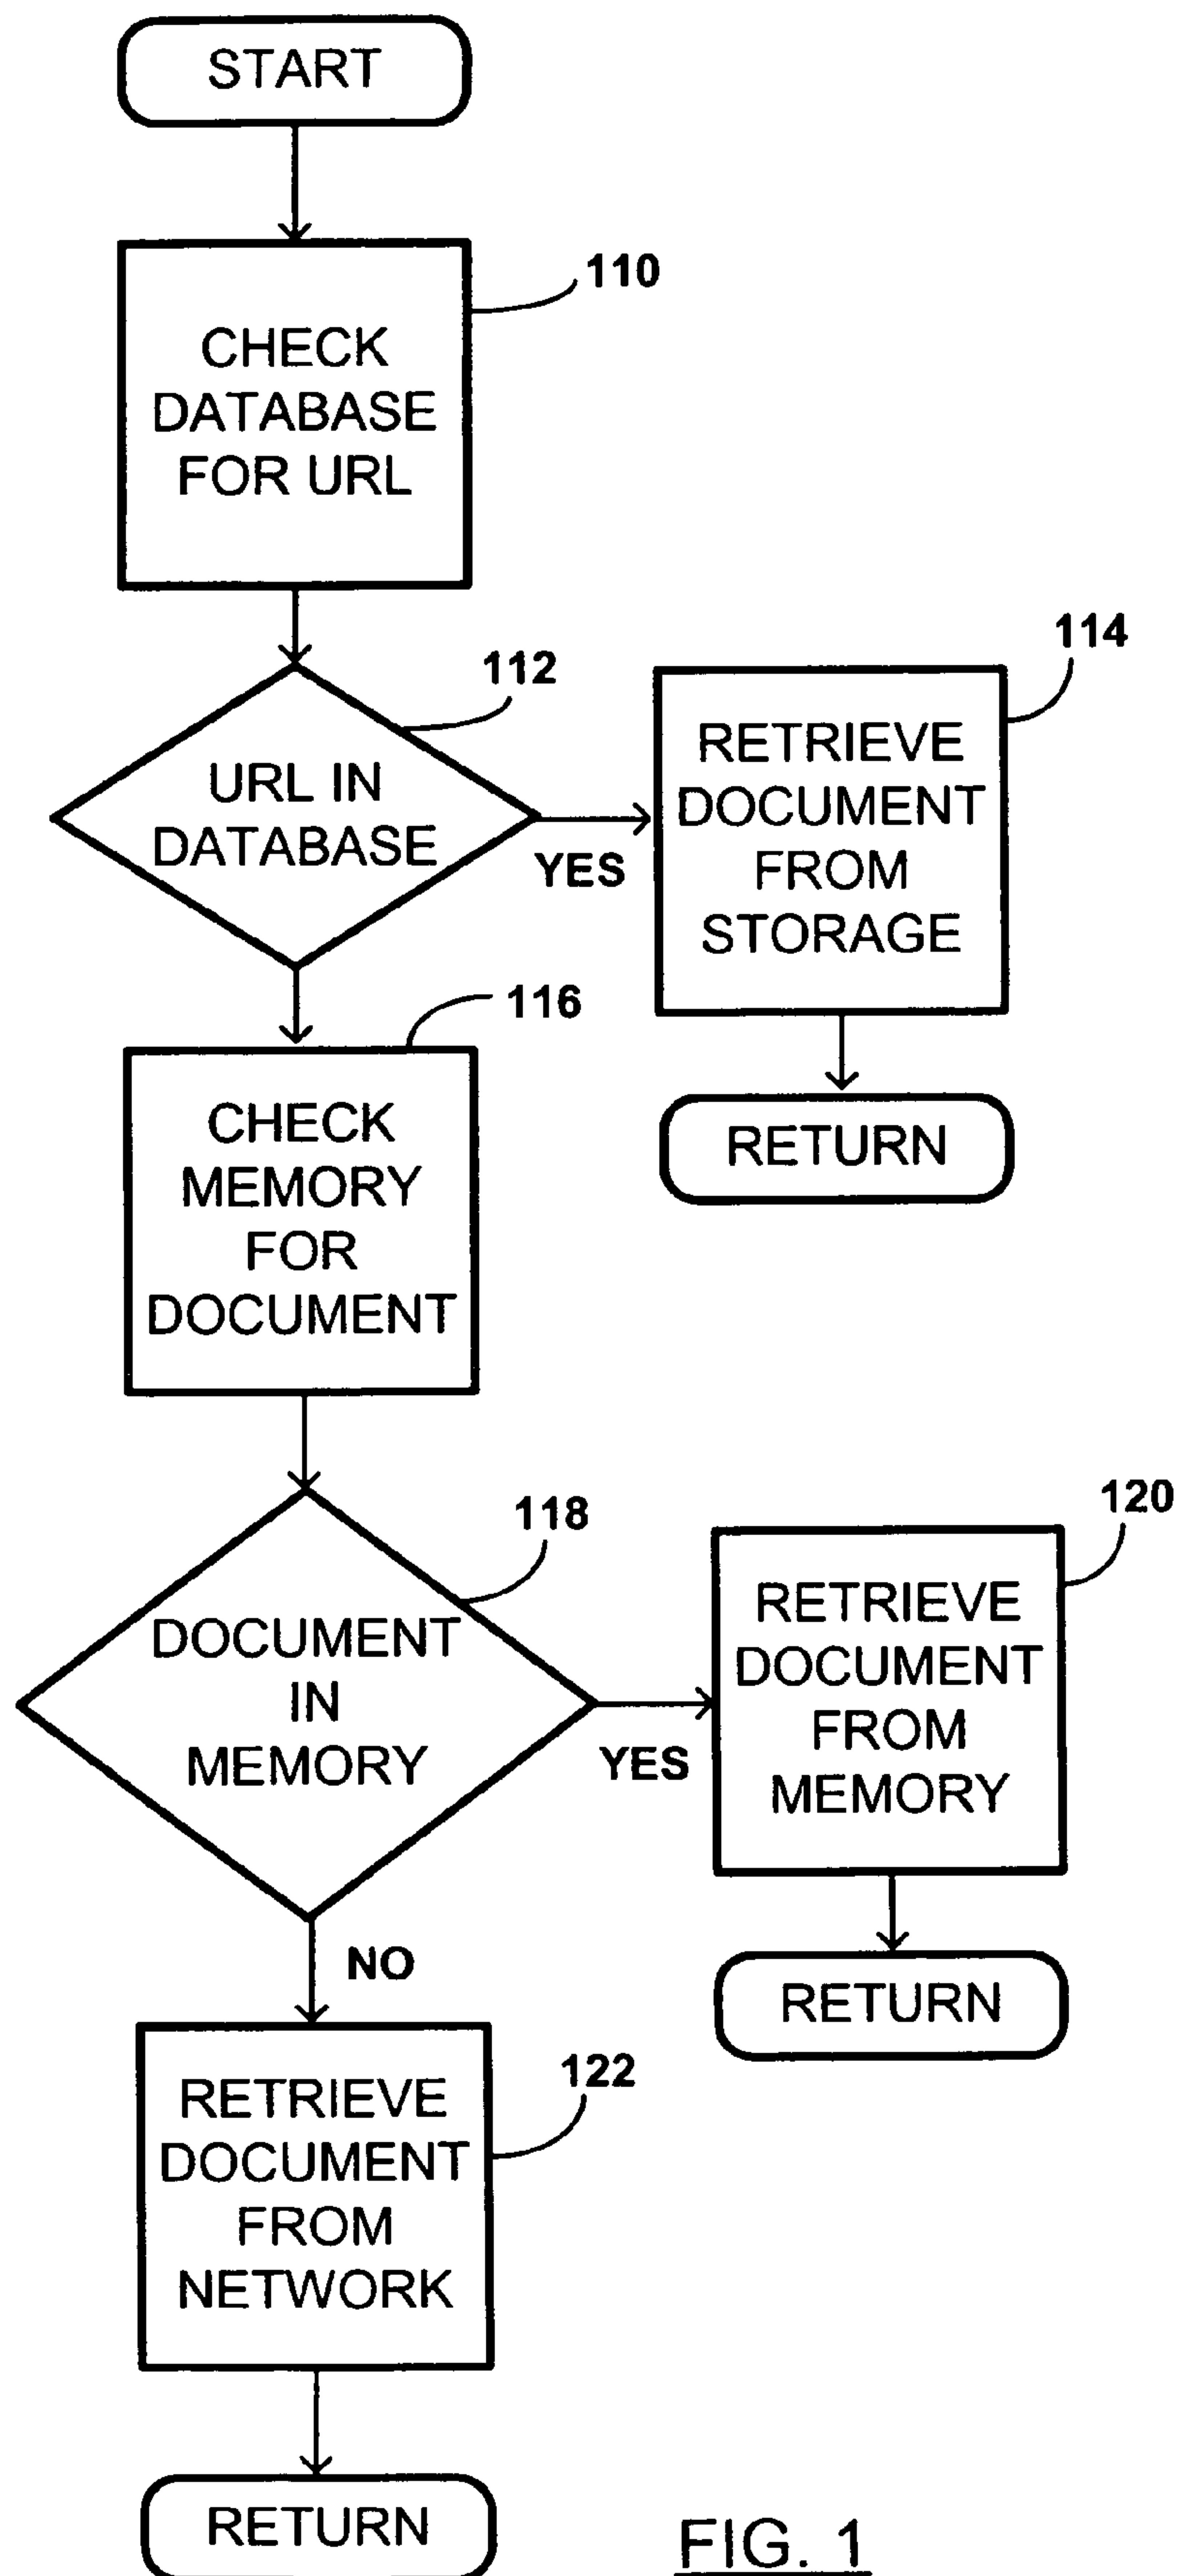 START
110
CHECK
DATABASE
FOR URL
112
URL IN
DATABASE
YES
114
RETRIEVE
DOCUMENT
FROM
STORAGE
RETURN
116
CHECK
MEMORY
FOR
DOCUMENT
118
DOCUMENT
IN
MEMORY
YES
120
RETRIEVE
DOCUMENT
FROM
MEMORY
RETURN
NO
122
RETRIEVE
DOCUMENT
FROM
NETWORK
RETURN
FIG. 1